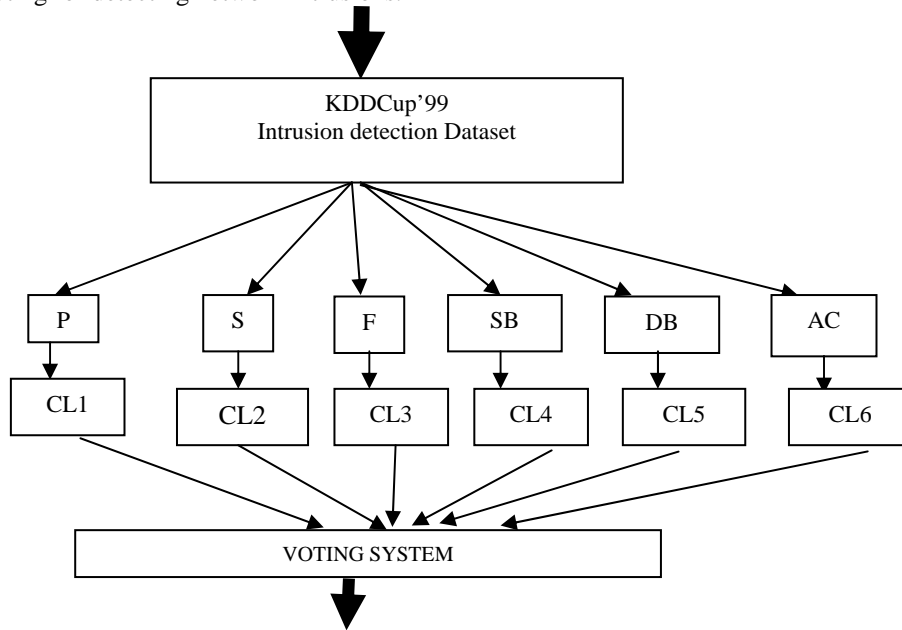 KDDCup’99
Intrusion detection Dataset
P S F SB DB AC
CL1 CL2 CL3 CL4 CL5 CL6
VOTING SYSTEM